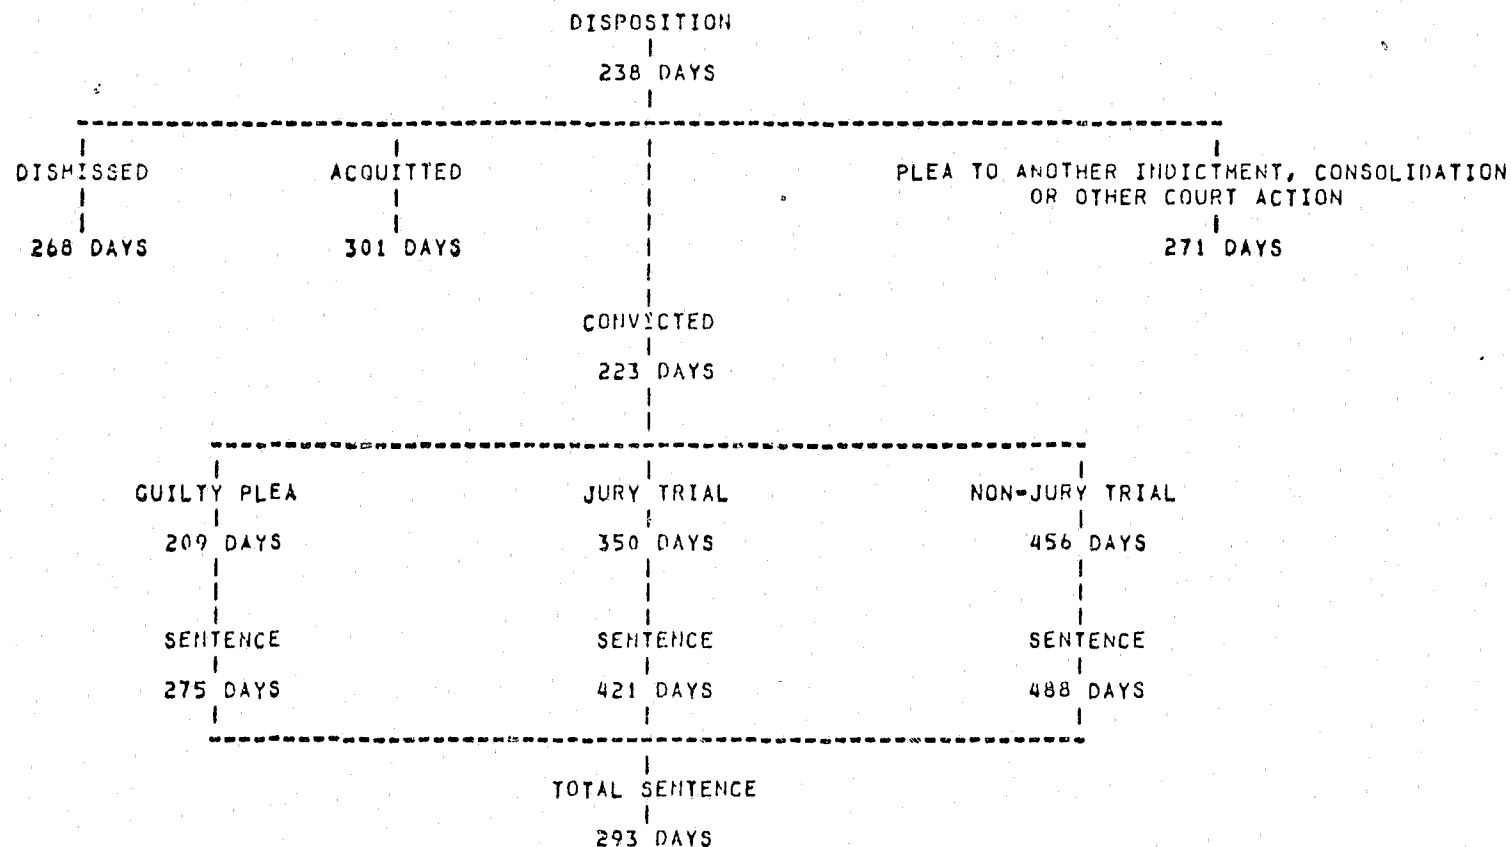 DISPOSITION
238 DAYS
DISMISSED ACQUITTED PLEA TO ANOTHER INDICTMENT, CONSOLIDATION
OR OTHER COURT ACTION
268 DAYS 301 DAYS 271 DAYS
CONVICTED
223 DAYS
GUILTY PLEA JURY TRIAL NON-JURY TRIAL
209 DAYS 350 DAYS 456 DAYS
SENTENCE SENTENCE SENTENCE
275 DAYS 421 DAYS 488 DAYS
TOTAL SENTENCE
293 DAYS